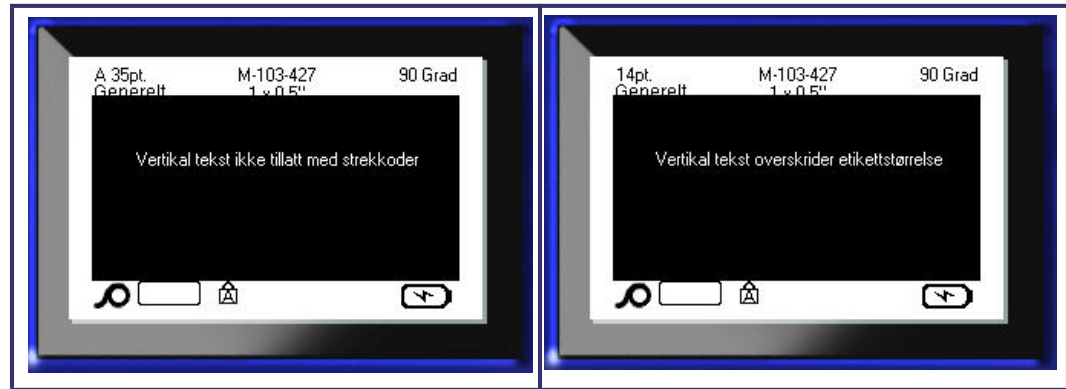 A 35pt. M-103-427 90 Grad
Generelt 1 x 0.5"
Vertikal tekst ikke tillatt med strekkoder
A
14pt. M-103-427 90 Grad
Generelt 1 x 0.5"
Vertikal tekst overskrider etikettstørrelse
A